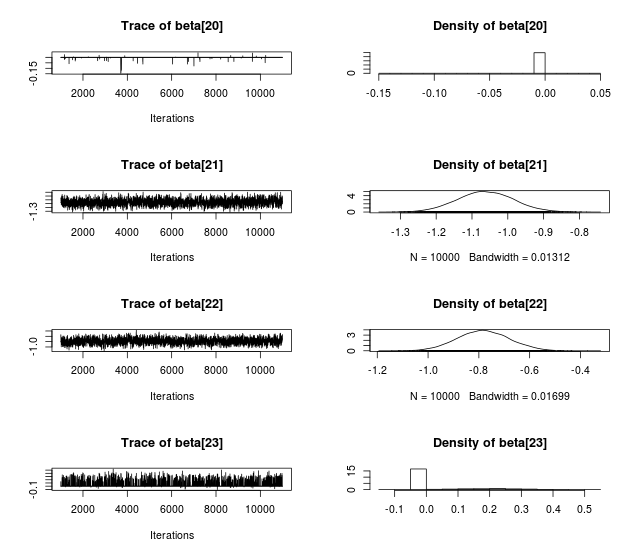 Trace of beta[20]
-0.15
2000 4000 6000 8000 10000
Iterations
Density of beta[20]
0
-0.15 -0.10 -0.05 0.00 0.05
Trace of beta[21]
-1.3
2000 4000 6000 8000 10000
Iterations
Density of beta[21]
0 4
-1.3 -1.2 -1.1 -1.0 -0.9 -0.8
N = 10000 Bandwidth = 0.01312
Trace of beta[22]
-1.0
2000 4000 6000 8000 10000
Iterations
Density of beta[22]
0 3
-1.2 -1.0 -0.8 -0.6 -0.4
N = 10000 Bandwidth = 0.01699
Trace of beta[23]
-0.1
2000 4000 6000 8000 10000
Iterations
Density of beta[23]
0 15
-0.1 0.0 0.1 0.2 0.3 0.4 0.5